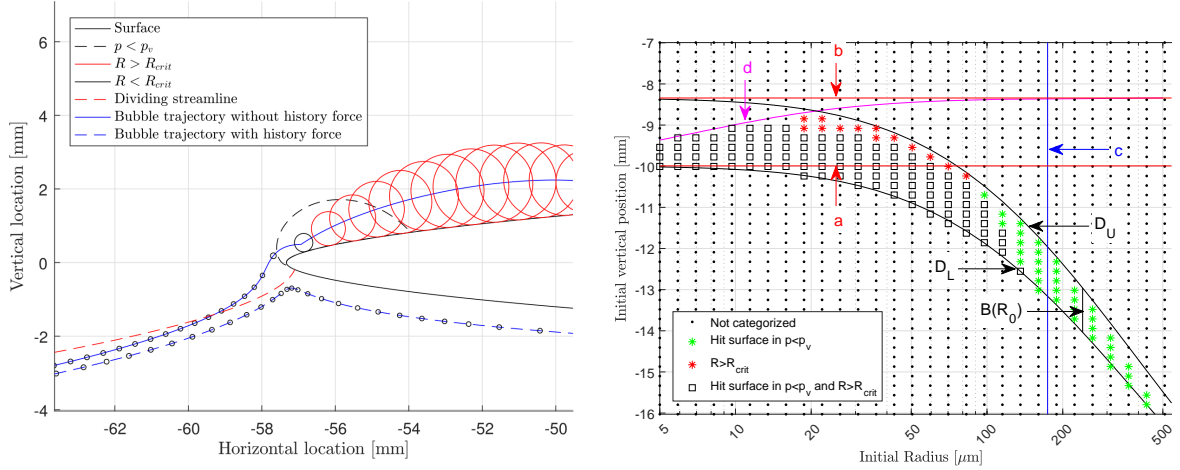 Surface
p < p_v
R > R_crit
R < R_crit
Dividing streamline
Bubble trajectory without history force
Bubble trajectory with history force
Vertical location [mm]
6
4
2
0
-2
-4
-62
-60
-58
-56
-54
-52
-50
Horizontal location [mm]
Initial vertical position [mm]
-7
-8
-9
-10
-11
-12
-13
-14
-15
-16
b
d
c
a
D_U
D_L
B(R_0)
Not categorized
Hit surface in p<p_v
R>R_crit
Hit surface in p<p_v and R>R_crit
5
10
20
50
100
200
500
Initial Radius [μm]